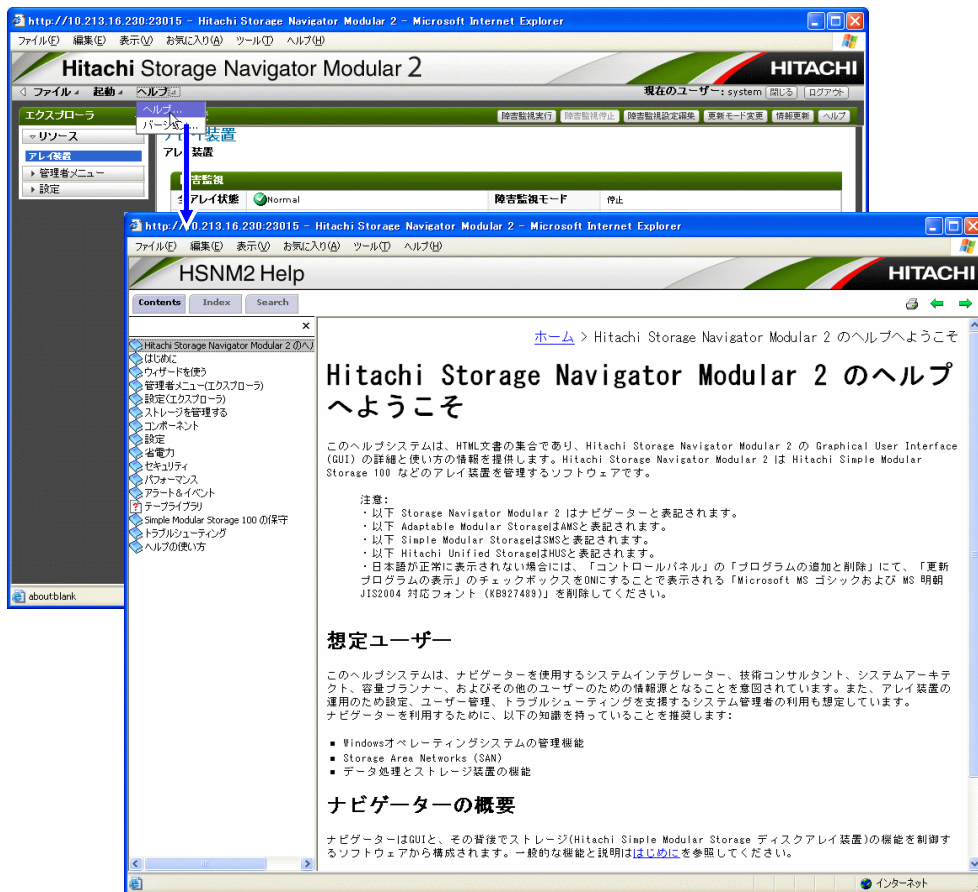 http://10.213.16.230:23015 - Hitachi Storage Navigator Modular 2 - Microsoft Internet Explorer
ファイル(F) 編集(E) 表示(V) お気に入り(A) ツール(T) ヘルプ(H)
Hitachi Storage Navigator Modular 2
HITACHI
ファイル 起動 ヘルプ
現在のユーザー: system 閉じる ログアウト
ヘルプ...
エクスプローラ
障害監視実行 障害監視停止 障害監視設定編集 更新モード変更 情報更新 ヘルプ
リソース
アレイ装置
アレイ装置
管理者メニュー
設定
Normal
障害監視モード
停止
http://10.213.16.230:23015 - Hitachi Storage Navigator Modular 2 - Microsoft Internet Explorer
ファイル(F) 編集(E) 表示(V) お気に入り(A) ツール(T) ヘルプ(H)
HSNM2 Help
HITACHI
Contents Index Search
×
Hitachi Storage Navigator Modular 2 のヘル
はじめに
ウィザードを使う
管理者メニュー(エクスプローラ)
設定(エクスプローラ)
ストレージを管理する
コンポーネント
設定
省電力
セキュリティ
パフォーマンス
アラート＆イベント
テープライブラリ
Simple Modular Storage 100 の保守
トラブルシューティング
ヘルプの使い方
ホーム > Hitachi Storage Navigator Modular 2 のヘルプへようこそ
Hitachi Storage Navigator Modular 2 のヘルプ
へようこそ
このヘルプシステムは、HTML文書の集合であり、Hitachi Storage Navigator Modular 2 の Graphical User Interface
(GUI) の詳細と使い方の情報を提供します。Hitachi Storage Navigator Modular 2 は Hitachi Simple Modular
Storage 100 などのアレイ装置を管理するソフトウェアです。
注意:
・以下 Storage Navigator Modular 2 はナビゲーターと表記されます。
・以下 Adaptable Modular StorageはAMSと表記されます。
・以下 Simple Modular StorageはSMSと表記されます。
・以下 Hitachi Unified StorageはHUSと表記されます。
・日本語が正常に表示されない場合には、「コントロールパネル」の「プログラムの追加と削除」にて、「更新
プログラムの表示」のチェックボックスをONにすることで表示される「Microsoft MS ゴシックおよび MS 明朝
JIS2004 対応フォント (KB927489)」を削除してください。
想定ユーザー
このヘルプシステムは、ナビゲーターを使用するシステムインテグレーター、技術コンサルタント、システムアーキテ
クト、容量プランナー、およびその他のユーザーのための情報源となることを意図されています。また、アレイ装置の
運用のため設定、ユーザー管理、トラブルシューティングを支援するシステム管理者の利用も想定しています。
ナビゲーターを利用するために、以下の知識を持っていることを推奨します:
■ Windowsオペレーティングシステムの管理機能
■ Storage Area Networks (SAN)
■ データ処理とストレージ装置の機能
ナビゲーターの概要
ナビゲーターはGUIと、その背後でストレージ(Hitachi Simple Modular Storage ディスクアレイ装置)の機能を制御す
るソフトウェアから構成されます。一般的な機能と説明ははじめにを参照してください。
aboutblank
インターネット